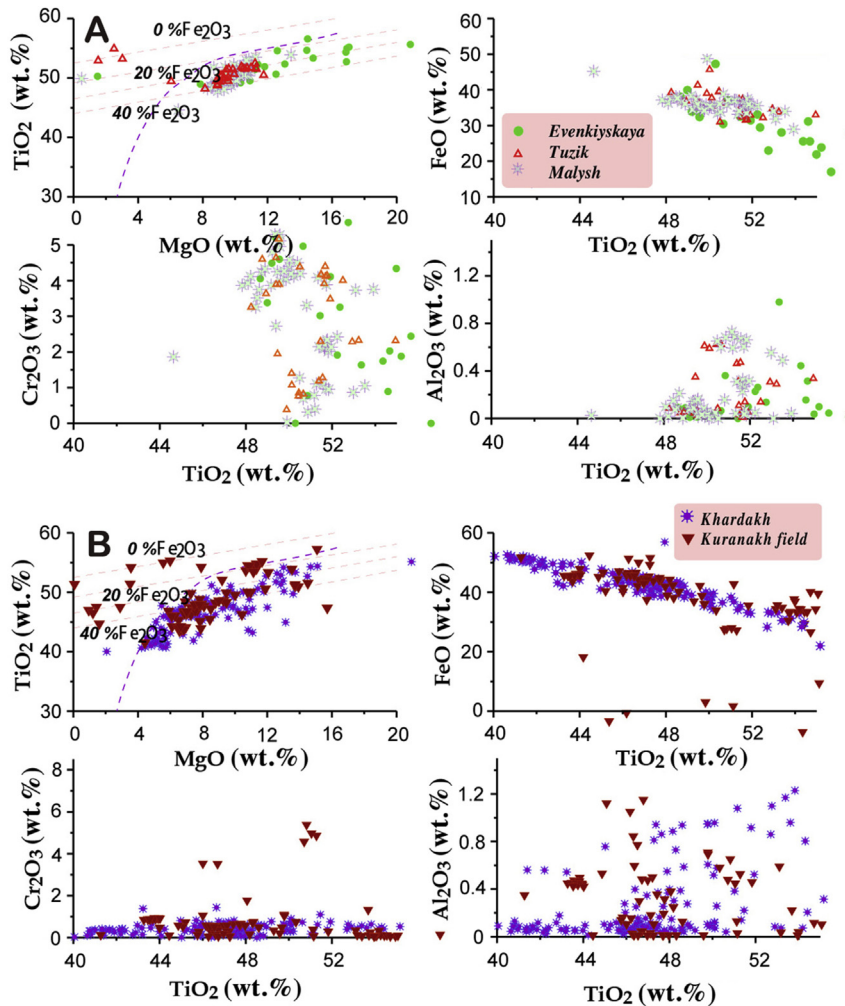 A
0 %Fe2O3
20 %Fe2O3
40 %Fe2O3
TiO2 (wt.%)
60
50
40
30
0 4 8 12 16 20
MgO (wt.%)
FeO (wt.%)
60
50
40
30
20
10
Evenkiyskaya
Tuzik
Malysh
40 44 48 52
TiO2 (wt.%)
Cr2O3 (wt.%)
5
4
3
2
1
0
40 44 48 52
TiO2 (wt.%)
Al2O3 (wt.%)
1.2
0.8
0.4
0
40 44 48 52
TiO2 (wt.%)
B
0 %Fe2O3
20 %Fe2O3
40 %Fe2O3
TiO2 (wt.%)
60
50
40
30
0 4 8 12 16 20
MgO (wt.%)
Khardakh
Kuranakh field
FeO (wt.%)
60
40
20
0
40 44 48 52
TiO2 (wt.%)
Cr2O3 (wt.%)
8
6
4
2
0
40 44 48 52
TiO2 (wt.%)
Al2O3 (wt.%)
1.2
0.8
0.4
0
40 44 48 52
TiO2 (wt.%)